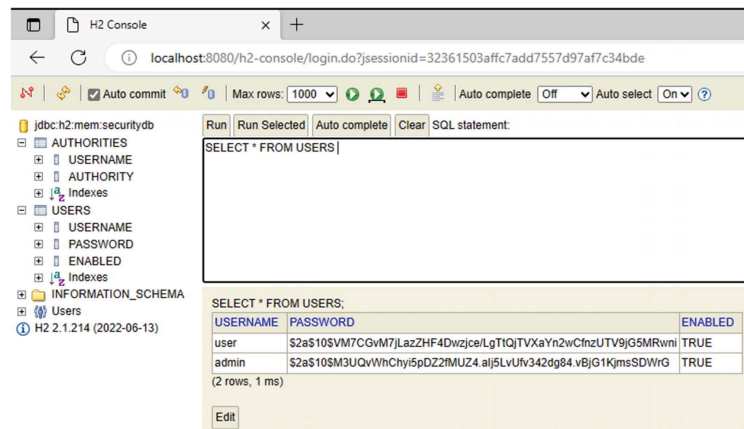 H2 Console
localhost:8080/h2-console/login.do?jsessionid=32361503affc7add7557d97af7c34bde
Auto commit Max rows: 1000 Auto complete Off Auto select On
jdbc:h2:mem:securitydb
AUTHORITIES
USERNAME
AUTHORITY
Indexes
USERS
USERNAME
PASSWORD
ENABLED
Indexes
INFORMATION_SCHEMA
Users
H2 2.1.214 (2022-06-13)
Run Run Selected Auto complete Clear SQL statement:
SELECT * FROM USERS
SELECT * FROM USERS;
USERNAME PASSWORD ENABLED
user $2a$10$VM7CGvM7jLazZHF4Dwzjce/LgTtQjTVXaYn2wCfnzUTV9jG5MRwni TRUE
admin $2a$10$M3UQvWhChyi5pDZ2fMUZ4.alj5LvUfv342dg84.vBjG1KjmsSDWrG TRUE
(2 rows, 1 ms)
Edit